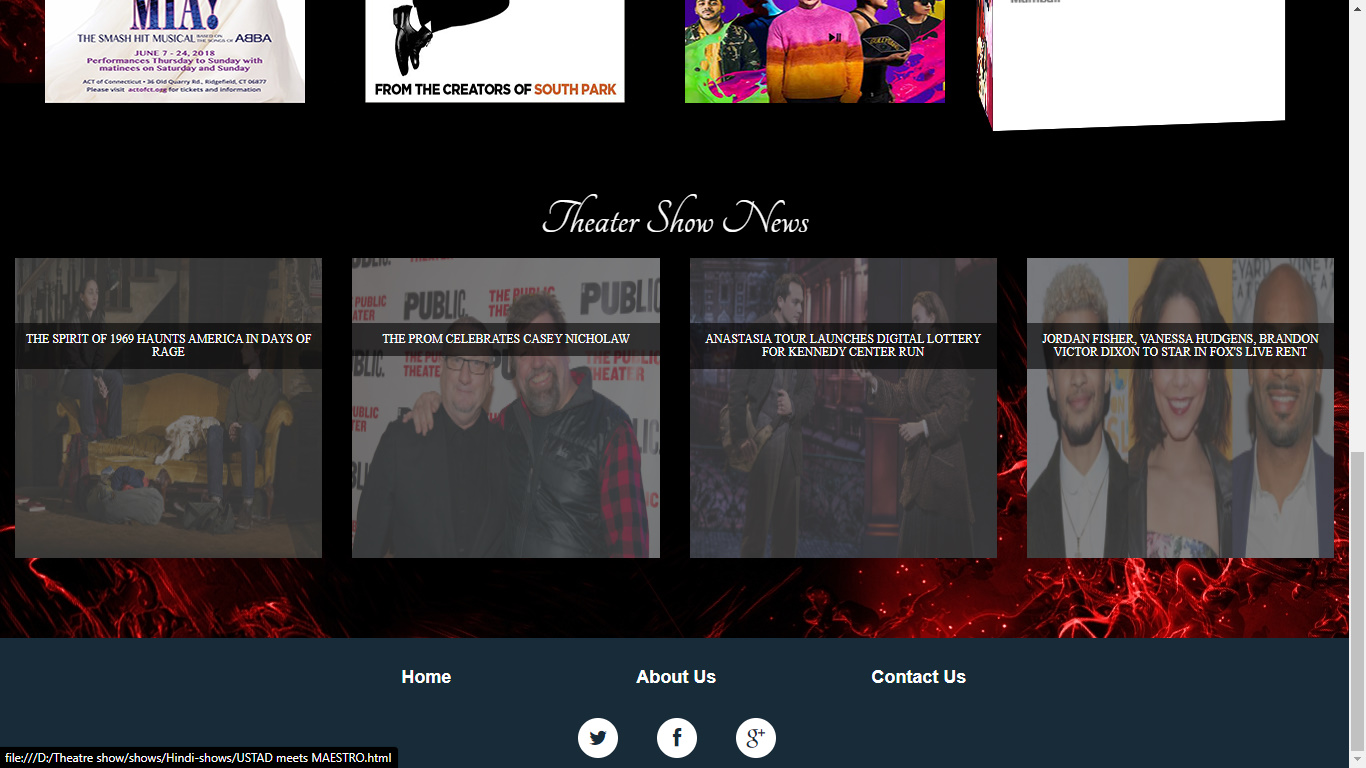 MIA!
THE SMASH HIT MUSICAL BASED ON THE SONGS OF ABBA
JUNE 7 - 24, 2018
Performances Thursday to Sunday with
matinees on Saturday and Sunday
ACT of Connecticut • 36 Old Quarry Rd., Ridgefield, CT 06877
Please visit actofct.org for tickets and information
FROM THE CREATORS OF SOUTH PARK
Theater Show News
THE SPIRIT OF 1969 HAUNTS AMERICA IN DAYS OF
RAGE
THE PROM CELEBRATES CASEY NICHOLAW
ANASTASIA TOUR LAUNCHES DIGITAL LOTTERY
FOR KENNEDY CENTER RUN
JORDAN FISHER, VANESSA HUDGENS, BRANDON
VICTOR DIXON TO STAR IN FOX'S LIVE RENT
PUBLIC.
THE PUBLIC
THEATER
PUBLIC
Home
About Us
Contact Us
file:///D:/Theatre show/shows/Hindi-shows/USTAD meets MAESTRO.html